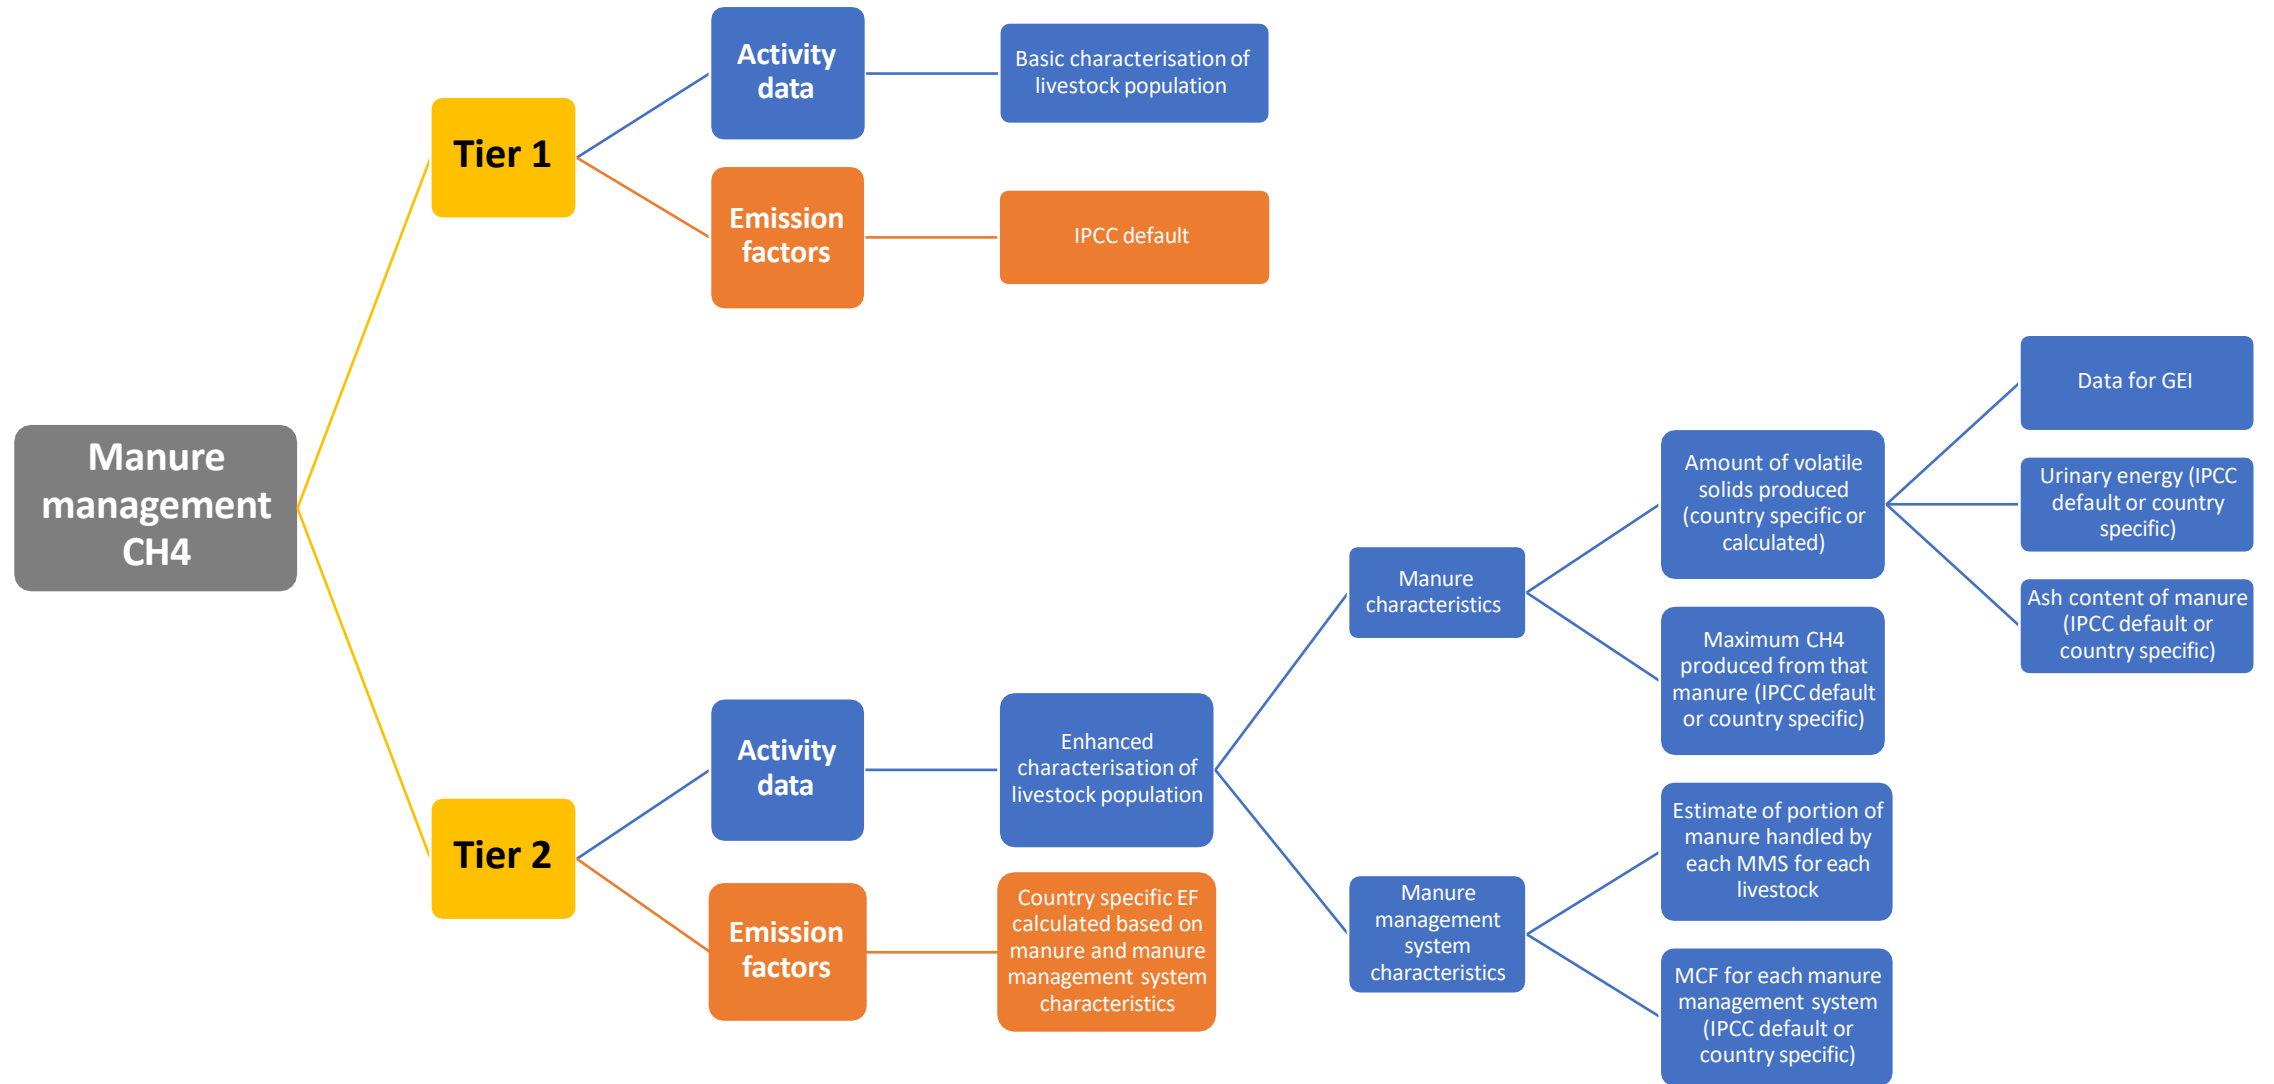 Manure
management
CH4
Tier 1
Activity
data
Basic characterisation of
livestock population
Emission
factors
IPCC default
Tier 2
Activity
data
Enhanced
characterisation of
livestock population
Manure
characteristics
Amount of volatile
solids produced
(country specific or
calculated)
Data for GEI
Urinary energy (IPCC
default or country
specific)
Ash content of manure
(IPCC default or
country specific)
Maximum CH4
produced from that
manure (IPCC default
or country specific)
Manure
management
system
characteristics
Estimate of portion of
manure handled by
each MMS for each
livestock
MCF for each manure
management system
(IPCC default or
country specific)
Emission
factors
Country specific EF
calculated based on
manure and manure
management system
characteristics